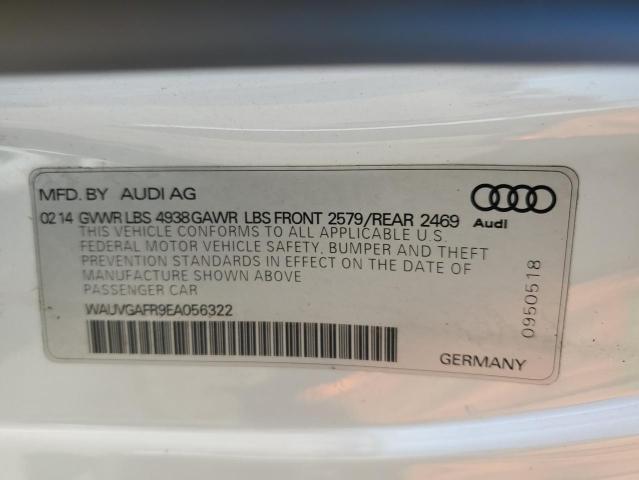 MFD. BY AUDI AG
02 14 GVWR LBS 4938 GAWR LBS FRONT 2579/REAR 2469
THIS VEHICLE CONFORMS TO ALL APPLICABLE U.S.
FEDERAL MOTOR VEHICLE SAFETY, BUMPER AND THEFT
PREVENTION STANDARDS IN EFFECT ON THE DATE OF
MANUFACTURE SHOWN ABOVE
PASSENGER CAR
WAUVGAFR9EA056322
Audi
0950518
GERMANY